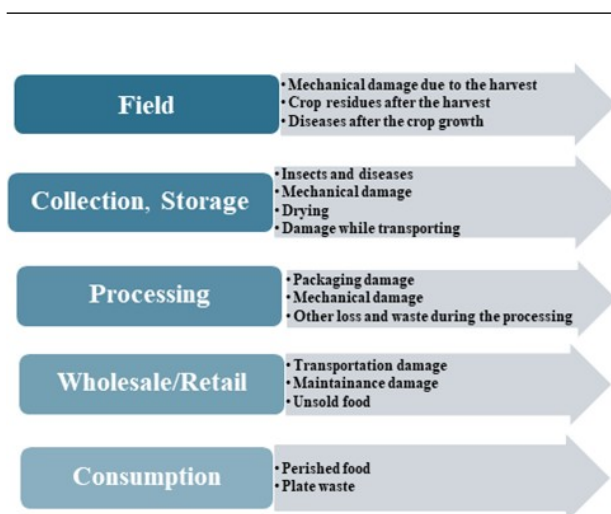 Field
• Mechanical damage due to the harvest
• Crop residues after the harvest
• Diseases after the crop growth
Collection, Storage
• Insects and diseases
• Mechanical damage
• Drying
• Damage while transporting
Processing
• Packaging damage
• Mechanical damage
• Other loss and waste during the processing
Wholesale/Retail
• Transportation damage
• Maintainance damage
• Unsold food
Consumption
• Perished food
• Plate waste